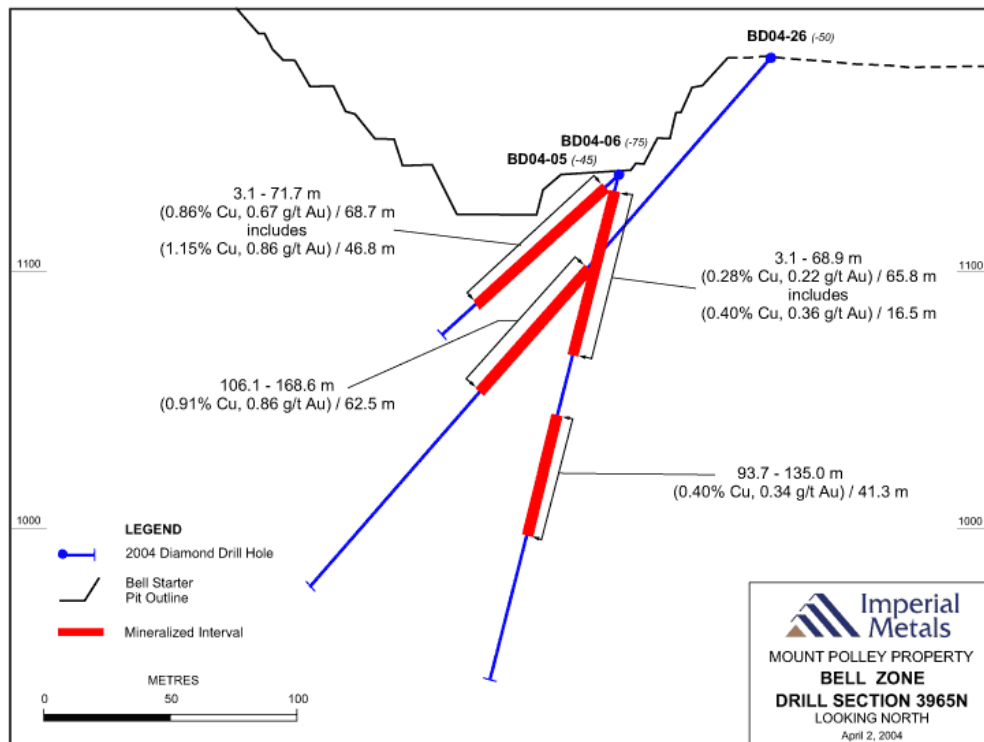 BD04-26 (-50)
BD04-06 (-75)
BD04-05 (-45)
3.1 - 71.7 m
(0.86% Cu, 0.67 g/t Au) / 68.7 m
includes
(1.15% Cu, 0.86 g/t Au) / 46.8 m
3.1 - 68.9 m
(0.28% Cu, 0.22 g/t Au) / 65.8 m
includes
(0.40% Cu, 0.36 g/t Au) / 16.5 m
1100
1100
106.1 - 168.6 m
(0.91% Cu, 0.86 g/t Au) / 62.5 m
93.7 - 135.0 m
(0.40% Cu, 0.34 g/t Au) / 41.3 m
1000
1000
LEGEND
2004 Diamond Drill Hole
Bell Starter
Pit Outline
Mineralized Interval
METRES
0 50 100
Imperial
Metals
MOUNT POLLEY PROPERTY
BELL ZONE
DRILL SECTION 3965N
LOOKING NORTH
April 2, 2004